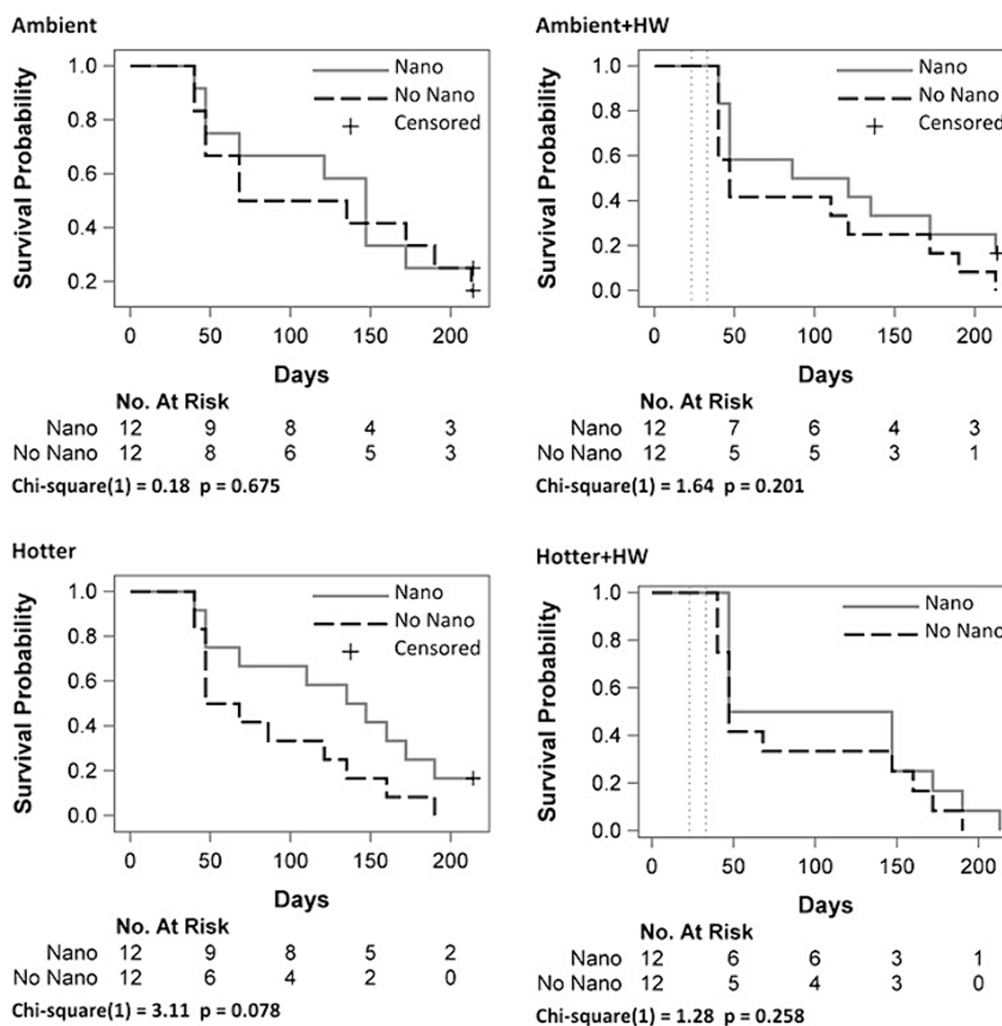 Ambient
Survival Probability
1.0
0.8
0.6
0.4
0.2
Nano
No Nano
Censored
0 50 100 150 200
Days
No. At Risk
Nano 12 9 8 4 3
No Nano 12 8 6 5 3
Chi-square(1) = 0.18 p = 0.675
Ambient+HW
Survival Probability
1.0
0.8
0.6
0.4
0.2
0.0
Nano
No Nano
Censored
0 50 100 150 200
Days
No. At Risk
Nano 12 7 6 4 3
No Nano 12 5 5 3 1
Chi-square(1) = 1.64 p = 0.201
Hotter
Survival Probability
1.0
0.8
0.6
0.4
0.2
0.0
Nano
No Nano
Censored
0 50 100 150 200
Days
No. At Risk
Nano 12 9 8 5 2
No Nano 12 6 4 2 0
Chi-square(1) = 3.11 p = 0.078
Hotter+HW
Survival Probability
1.0
0.8
0.6
0.4
0.2
0.0
Nano
No Nano
0 50 100 150 200
Days
No. At Risk
Nano 12 6 6 3 1
No Nano 12 5 4 3 0
Chi-square(1) = 1.28 p = 0.258